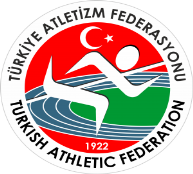 TÜRKİYE ATLETİZM FEDERASYONU
1922
TURKISH ATHLETIC FEDERATION